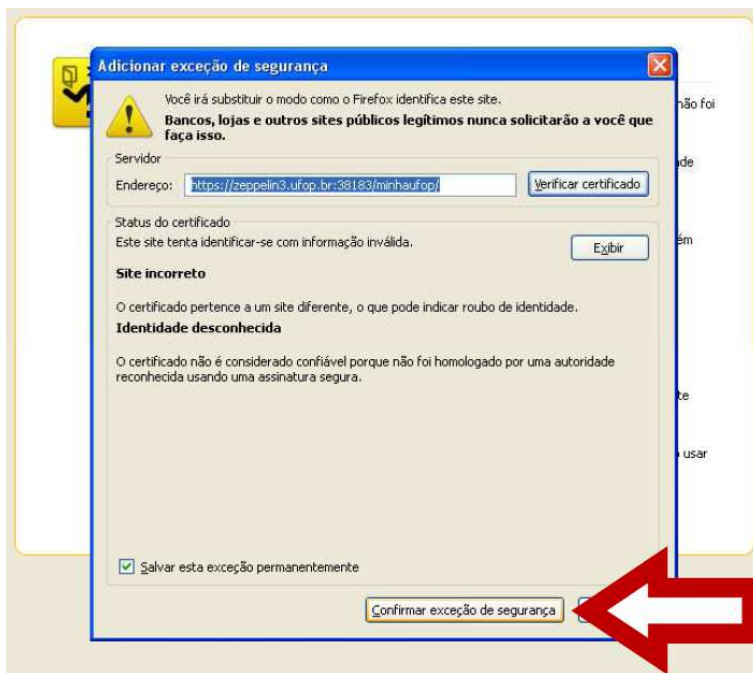 Adicionar exceção de segurança
Você irá substituir o modo como o Firefox identifica este site.
Bancos, lojas e outros sites públicos legítimos nunca solicitarão a você que
faça isso.
não foi
Servidor
Endereço: https://zeppelin3.ufop.br:38183/minhaufop/ Verificar certificado
Status do certificado
Este site tenta identificar-se com informação inválida.
Exibir
Site incorreto
O certificado pertence a um site diferente, o que pode indicar roubo de identidade.
Identidade desconhecida
O certificado não é considerado confiável porque não foi homologado por uma autoridade
reconhecida usando uma assinatura segura.
usar
Salvar esta exceção permanentemente
Confirmar exceção de segurança